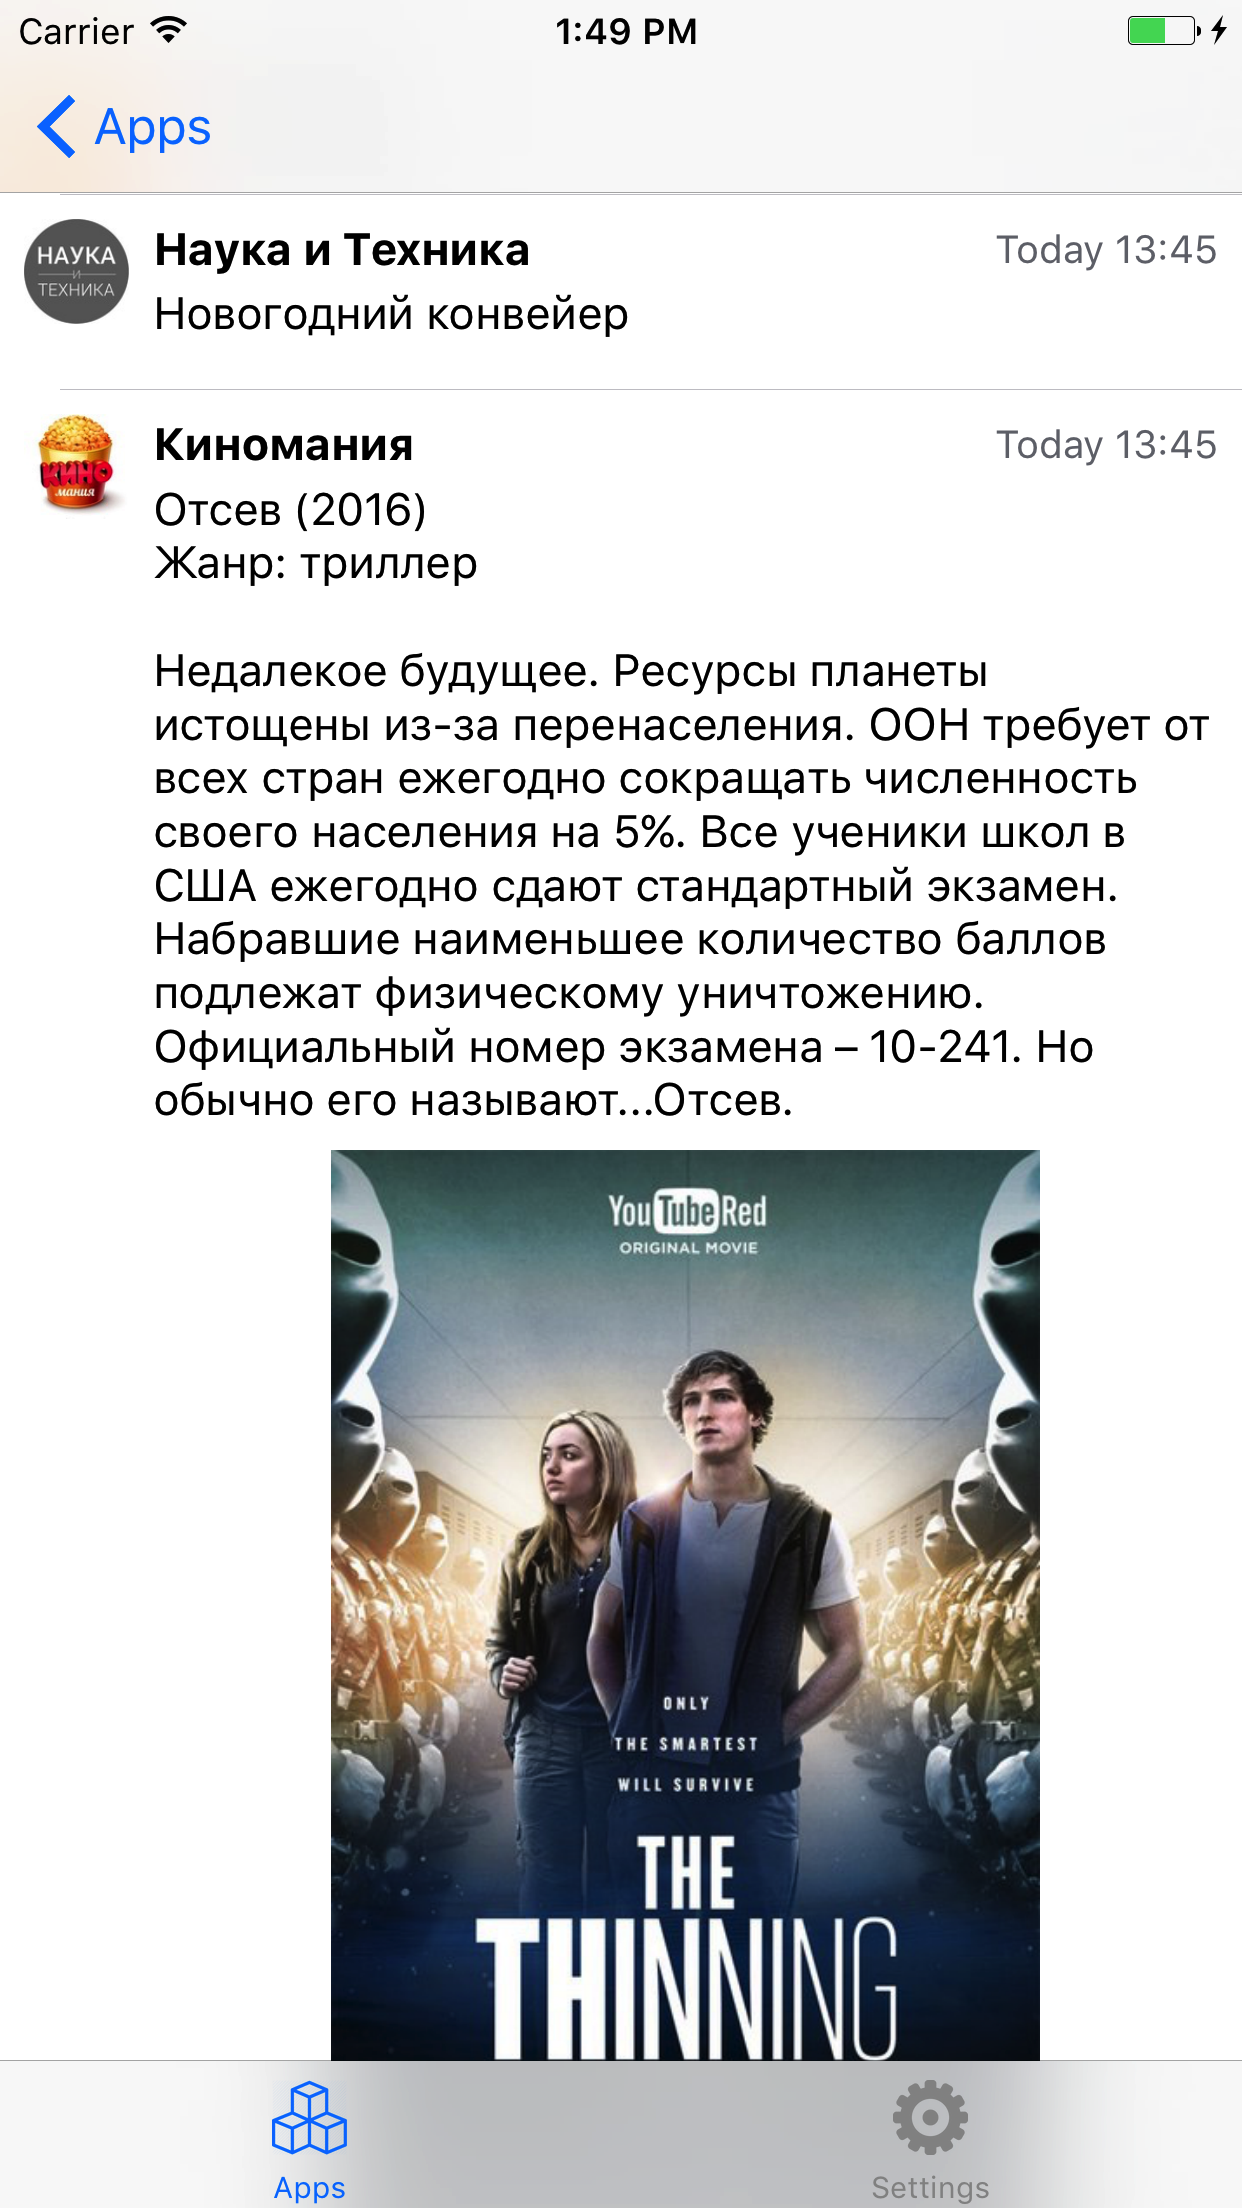 Carrier 1:49 PM
Apps
НАУКА
И
ТЕХНИКА
Наука и Техника Today 13:45
Новогодний конвейер
КИНО
мания
Киномания Today 13:45
Отсев (2016)
Жанр: триллер
Недалекое будущее. Ресурсы планеты
истощены из-за перенаселения. ООН требует от
всех стран ежегодно сокращать численность
своего населения на 5%. Все ученики школ в
США ежегодно сдают стандартный экзамен.
Набравшие наименьшее количество баллов
подлежат физическому уничтожению.
Официальный номер экзамена – 10-241. Но
обычно его называют...Отсев.
YouTube Red
ORIGINAL MOVIE
ONLY
THE SMARTEST
WILL SURVIVE
THE
THINNING
Apps Settings